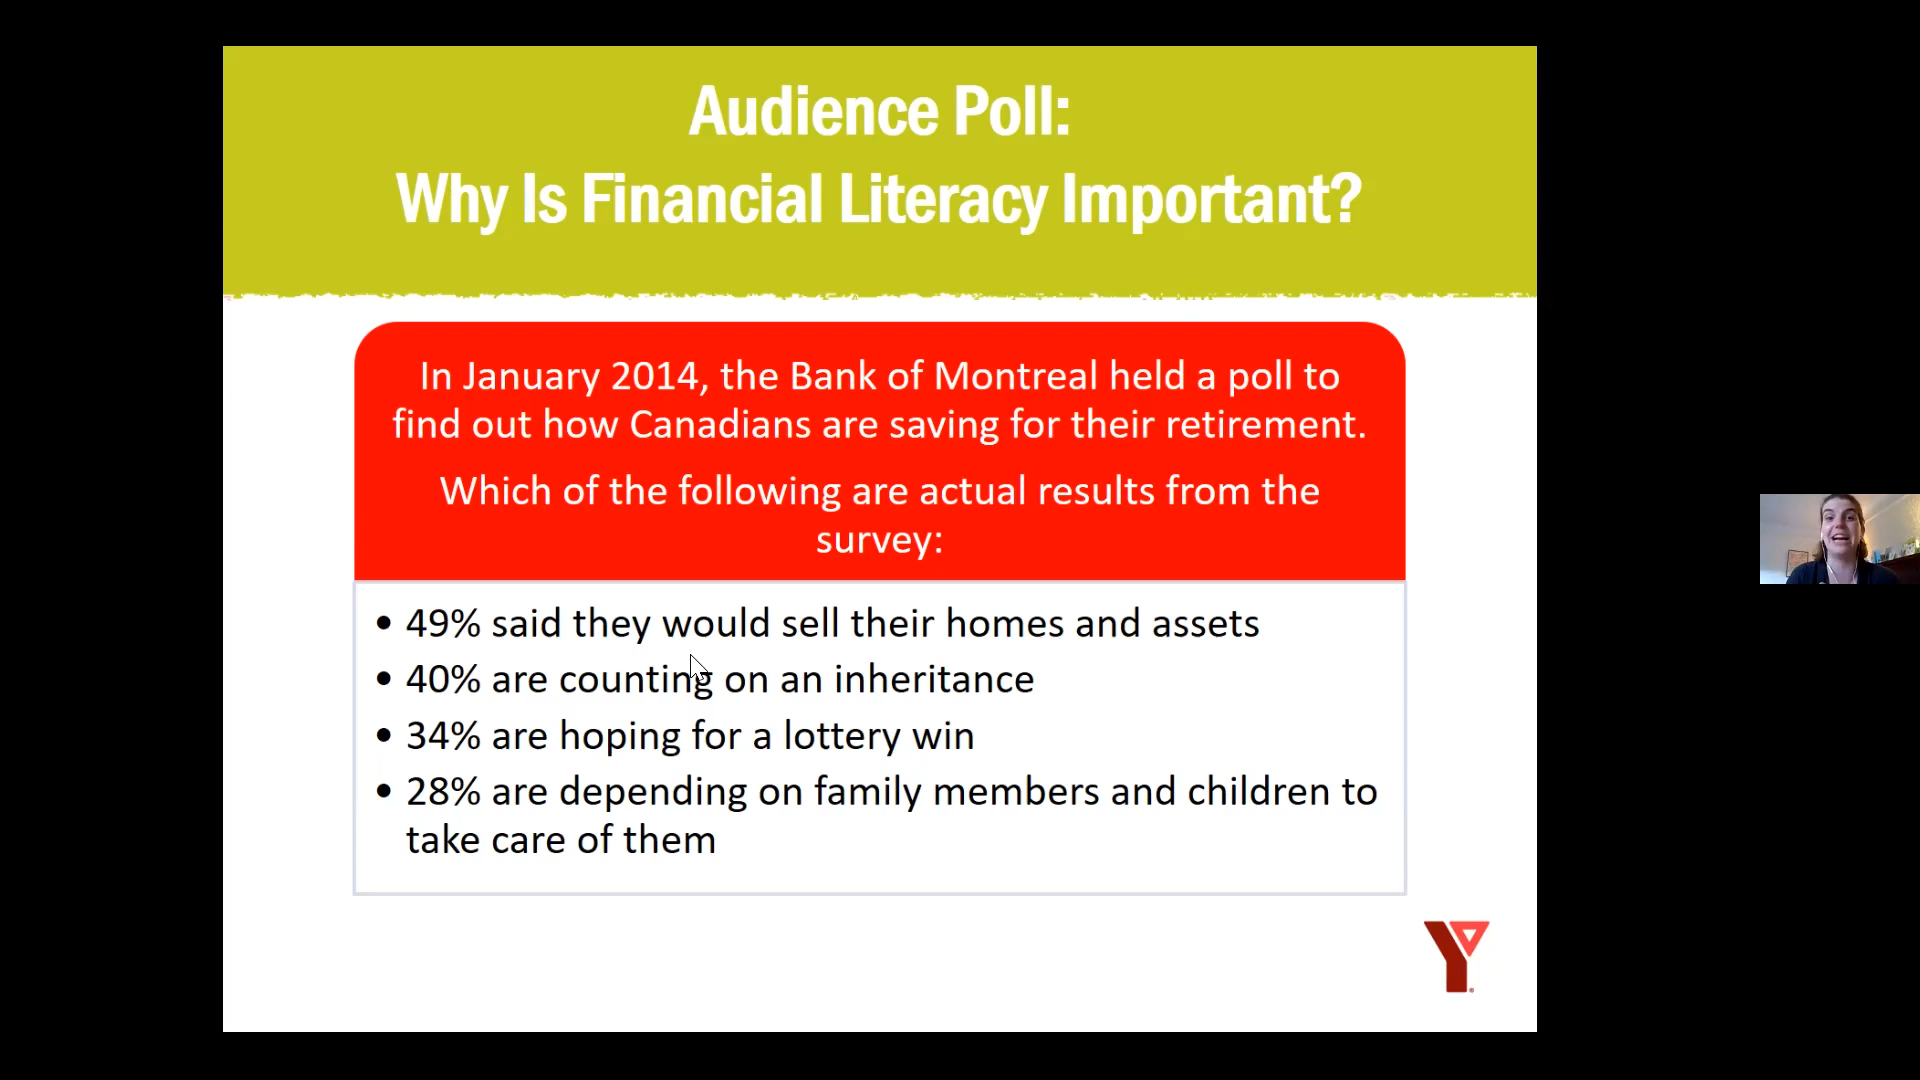 Audience Poll:
Why Is Financial Literacy Important?
In January 2014, the Bank of Montreal held a poll to
find out how Canadians are saving for their retirement.
Which of the following are actual results from the
survey:
• 49% said they would sell their homes and assets
• 40% are counting on an inheritance
• 34% are hoping for a lottery win
• 28% are depending on family members and children to
take care of them